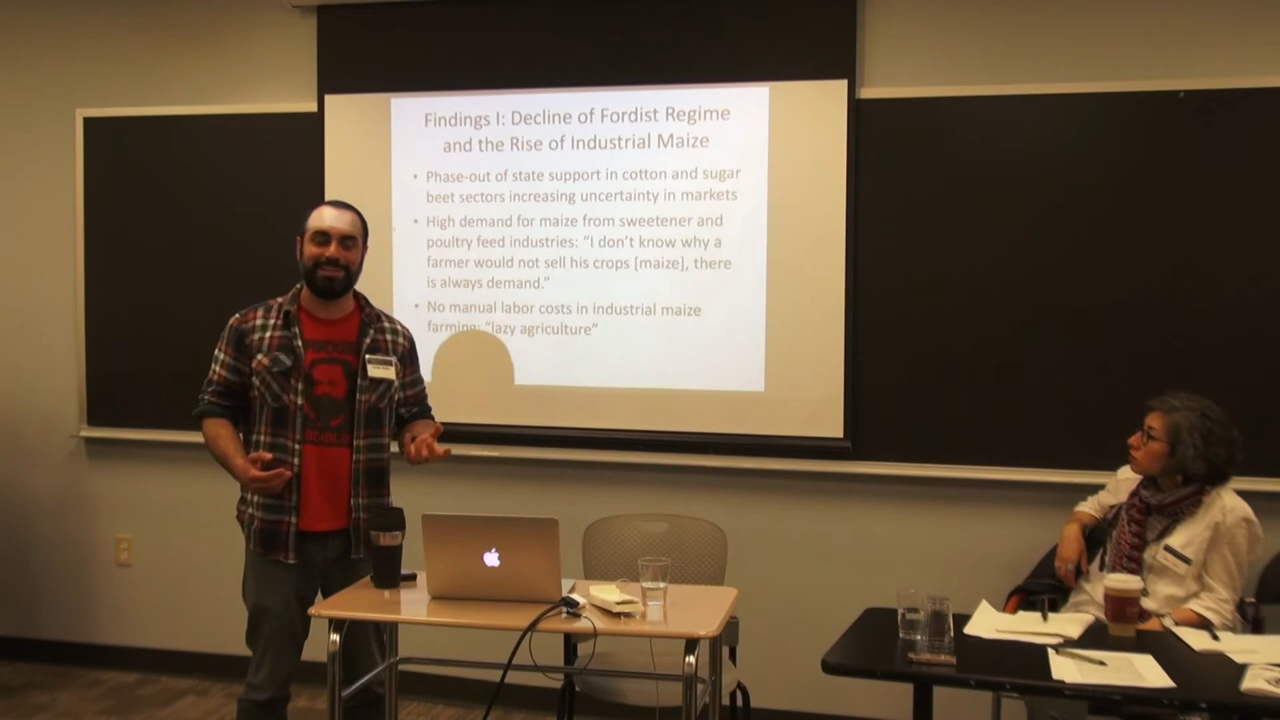 Findings I: Decline of Fordist Regime
and the Rise of Industrial Maize
• Phase-out of state support in cotton and sugar
beet sectors increasing uncertainty in markets
• High demand for maize from sweetener and
poultry feed industries: “I don’t know why a
farmer would not sell his crops [maize], there
is always demand.”
• No manual labor costs in industrial maize
farming: “lazy agriculture”